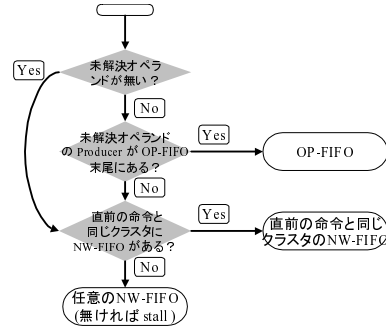 未解決オペラ
ンドが無い？
Yes
No
未解決オペランド
の Producer が OP-FIFO
末尾にある？
Yes
OP-FIFO
No
直前の命令と
同じクラスタに
NW-FIFO がある？
Yes
直前の命令と同じ
クラスタのNW-FIFO
No
任意のNW-FIFO
(無ければ stall )